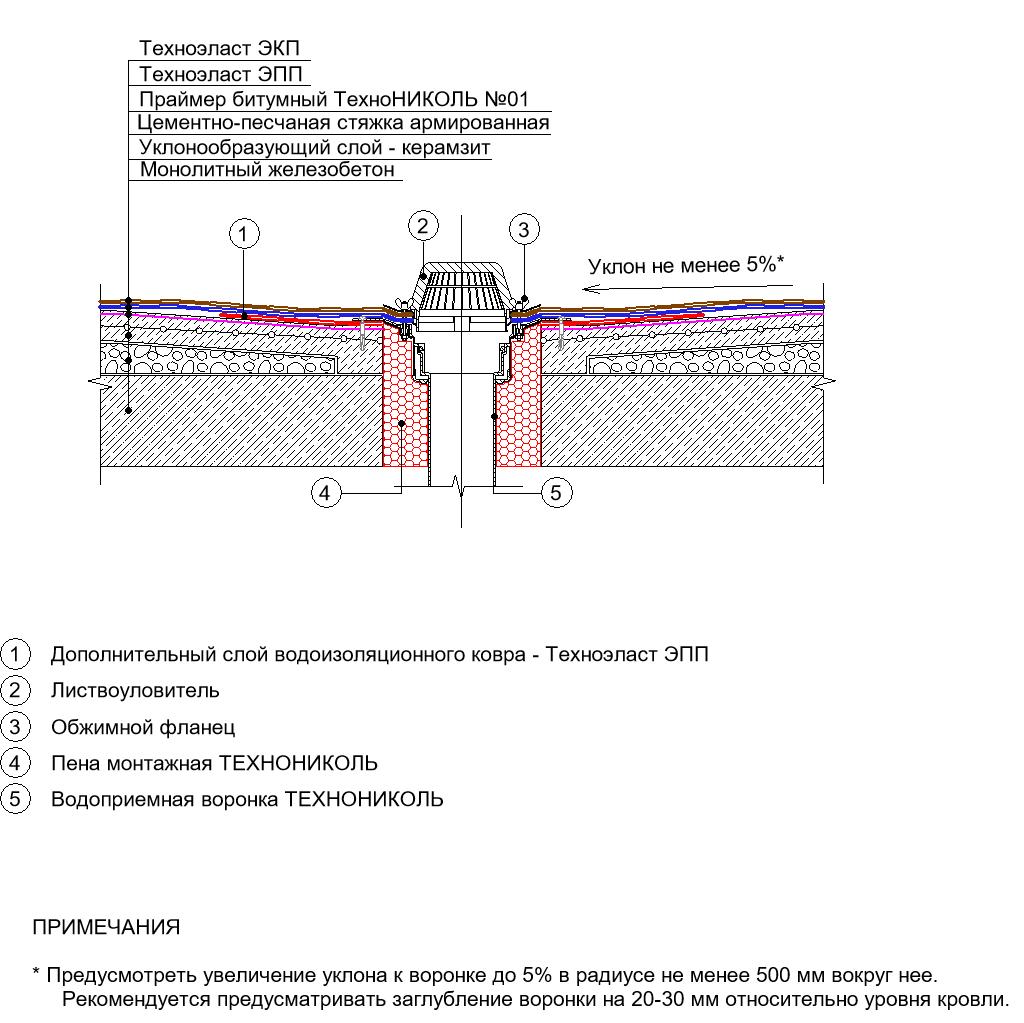 Техноэласт ЭКП
Техноэласт ЭПП
Праймер битумный ТехноНИКОЛЬ №01
Цементно-песчаная стяжка армированная
Уклонообразующий слой - керамзит
Монолитный железобетон
1
2
3
Уклон не менее 5%*
4
5
1 Дополнительный слой водоизоляционного ковра - Техноэласт ЭПП
2 Листвоуловитель
3 Обжимной фланец
4 Пена монтажная ТЕХНОНИКОЛЬ
5 Водоприемная воронка ТЕХНОНИКОЛЬ
ПРИМЕЧАНИЯ
* Предусмотреть увеличение уклона к воронке до 5% в радиусе не менее 500 мм вокруг нее.
Рекомендуется предусматривать заглубление воронки на 20-30 мм относительно уровня кровли.